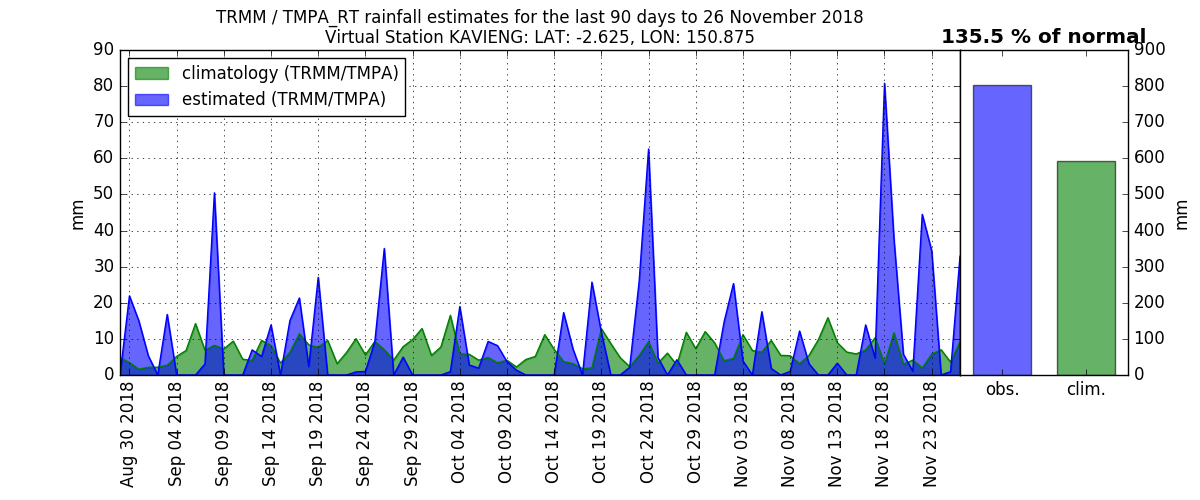 TRMM / TMPA_RT rainfall estimates for the last 90 days to 26 November 2018
Virtual Station KAVIENG: LAT: -2.625, LON: 150.875
135.5 % of normal
climatology (TRMM/TMPA)
estimated (TRMM/TMPA)
90
80
70
60
50
40
30
20
10
0
mm
900
800
700
600
500
400
300
200
100
0
mm
Aug 30 2018
Sep 04 2018
Sep 09 2018
Sep 14 2018
Sep 19 2018
Sep 24 2018
Sep 29 2018
Oct 04 2018
Oct 09 2018
Oct 14 2018
Oct 19 2018
Oct 24 2018
Oct 29 2018
Nov 03 2018
Nov 08 2018
Nov 13 2018
Nov 18 2018
Nov 23 2018
obs.
clim.